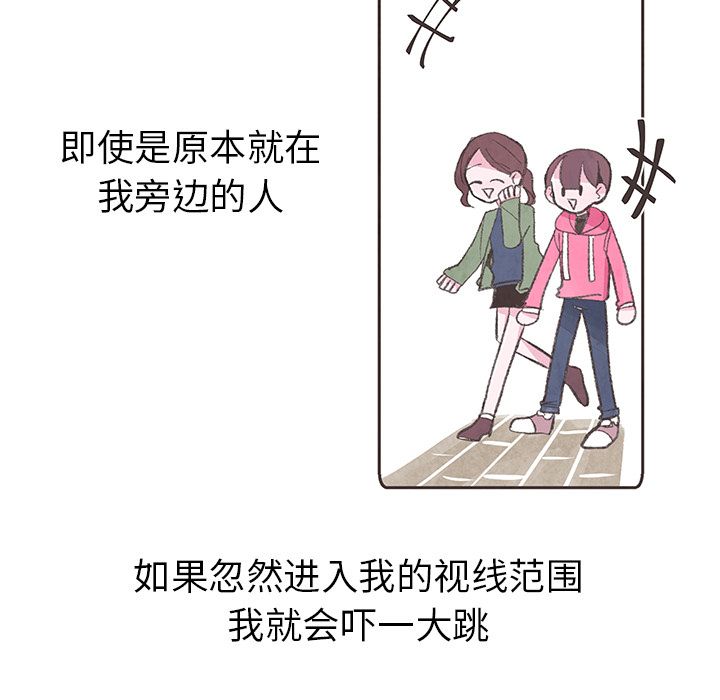 即使是原本就在
我旁边的人
如果忽然进入我的视线范围
我就会吓一大跳